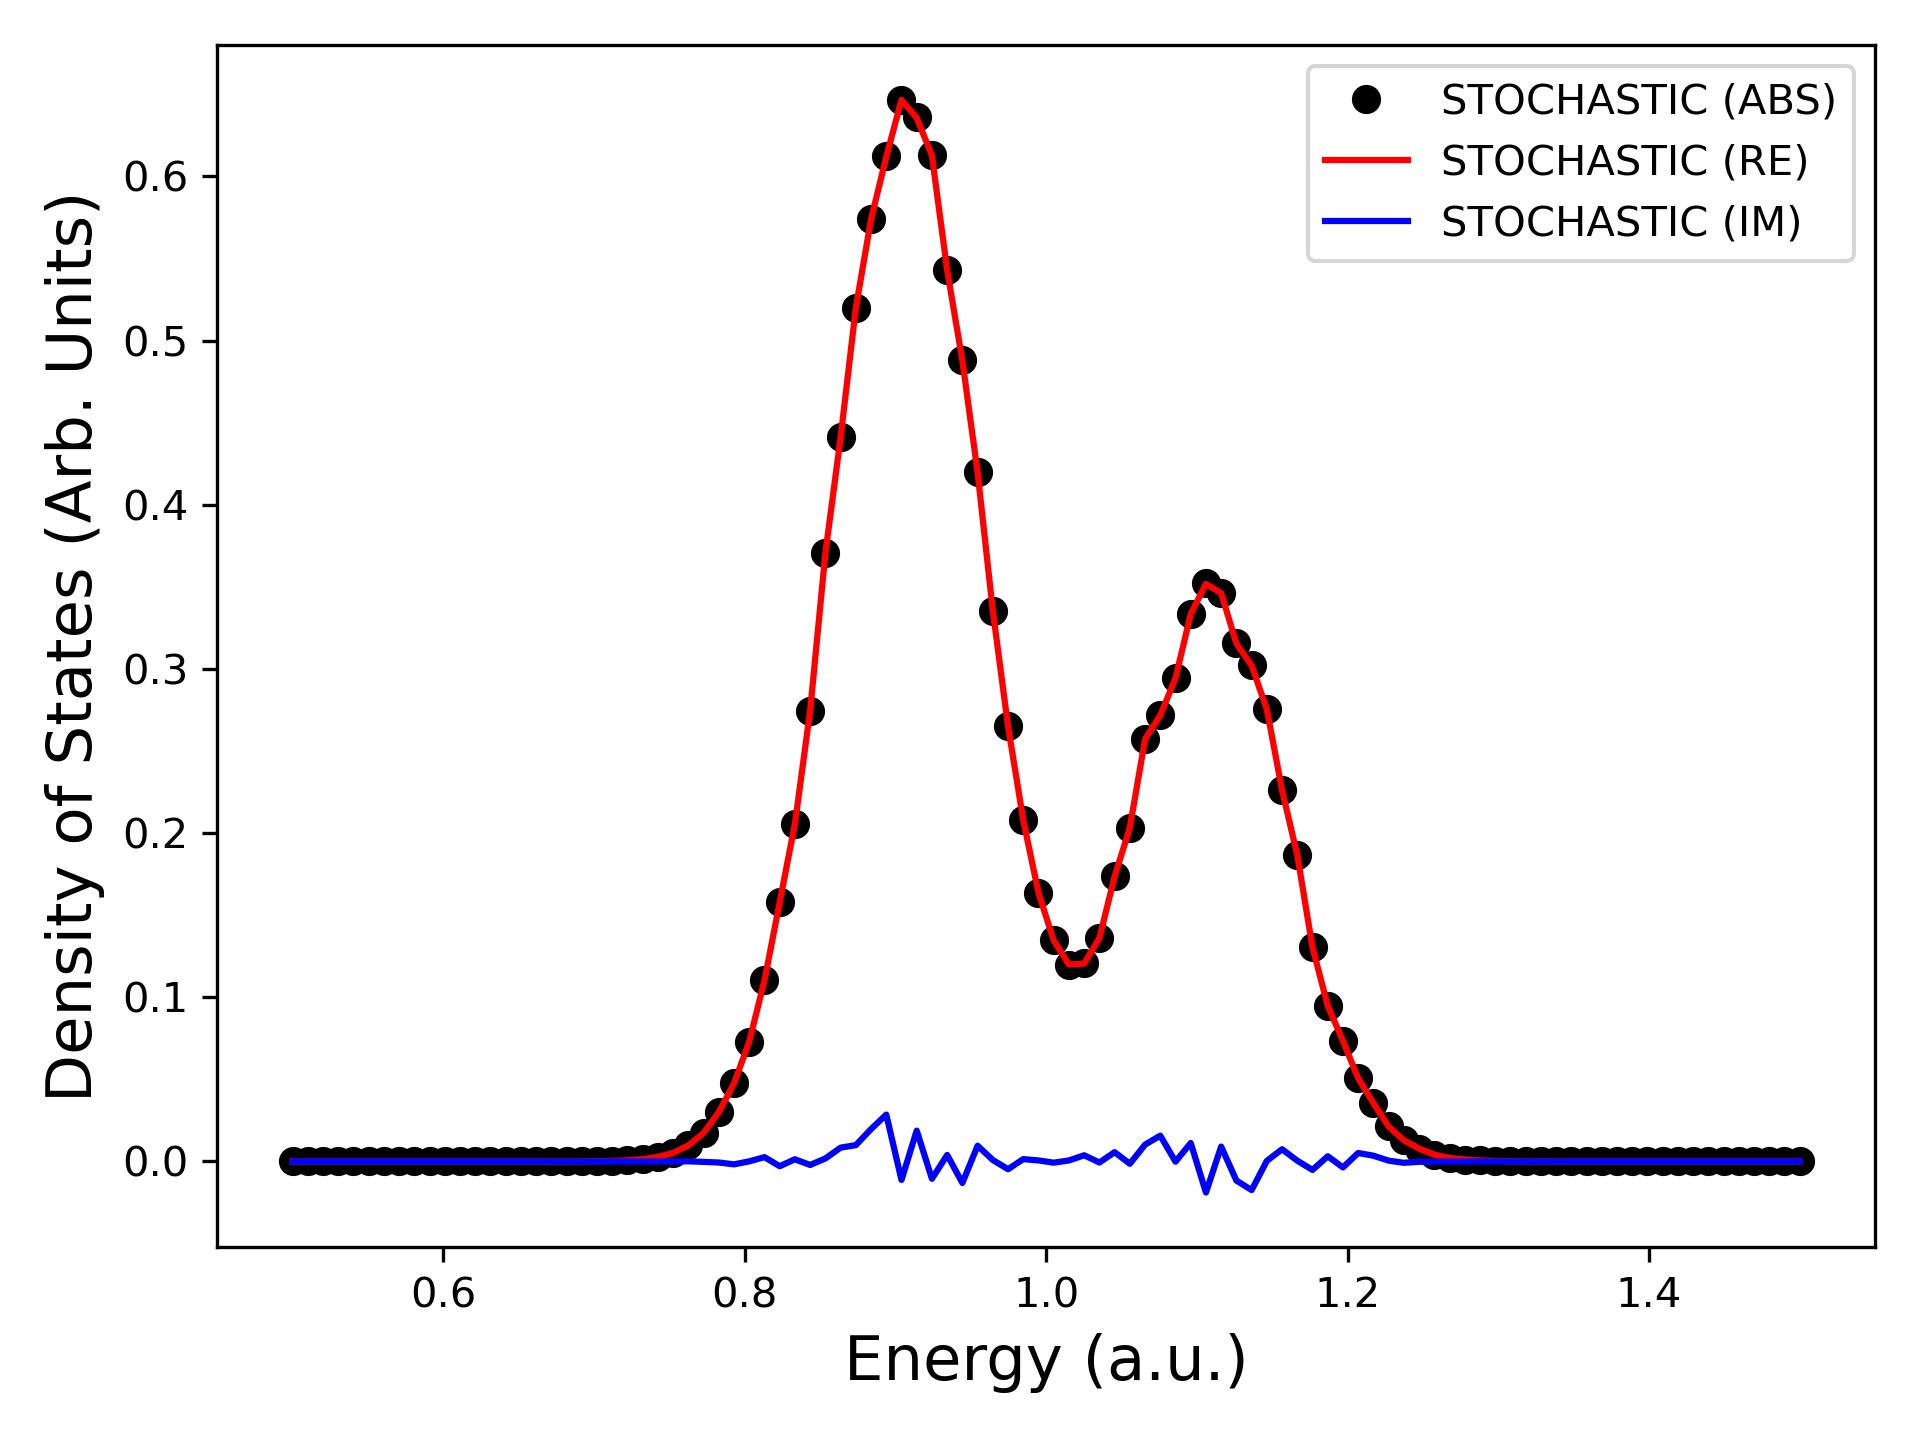 STOCHASTIC (ABS)
STOCHASTIC (RE)
STOCHASTIC (IM)
Density of States (Arb. Units)
0.6
0.5
0.4
0.3
0.2
0.1
0.0
0.6 0.8 1.0 1.2 1.4
Energy (a.u.)